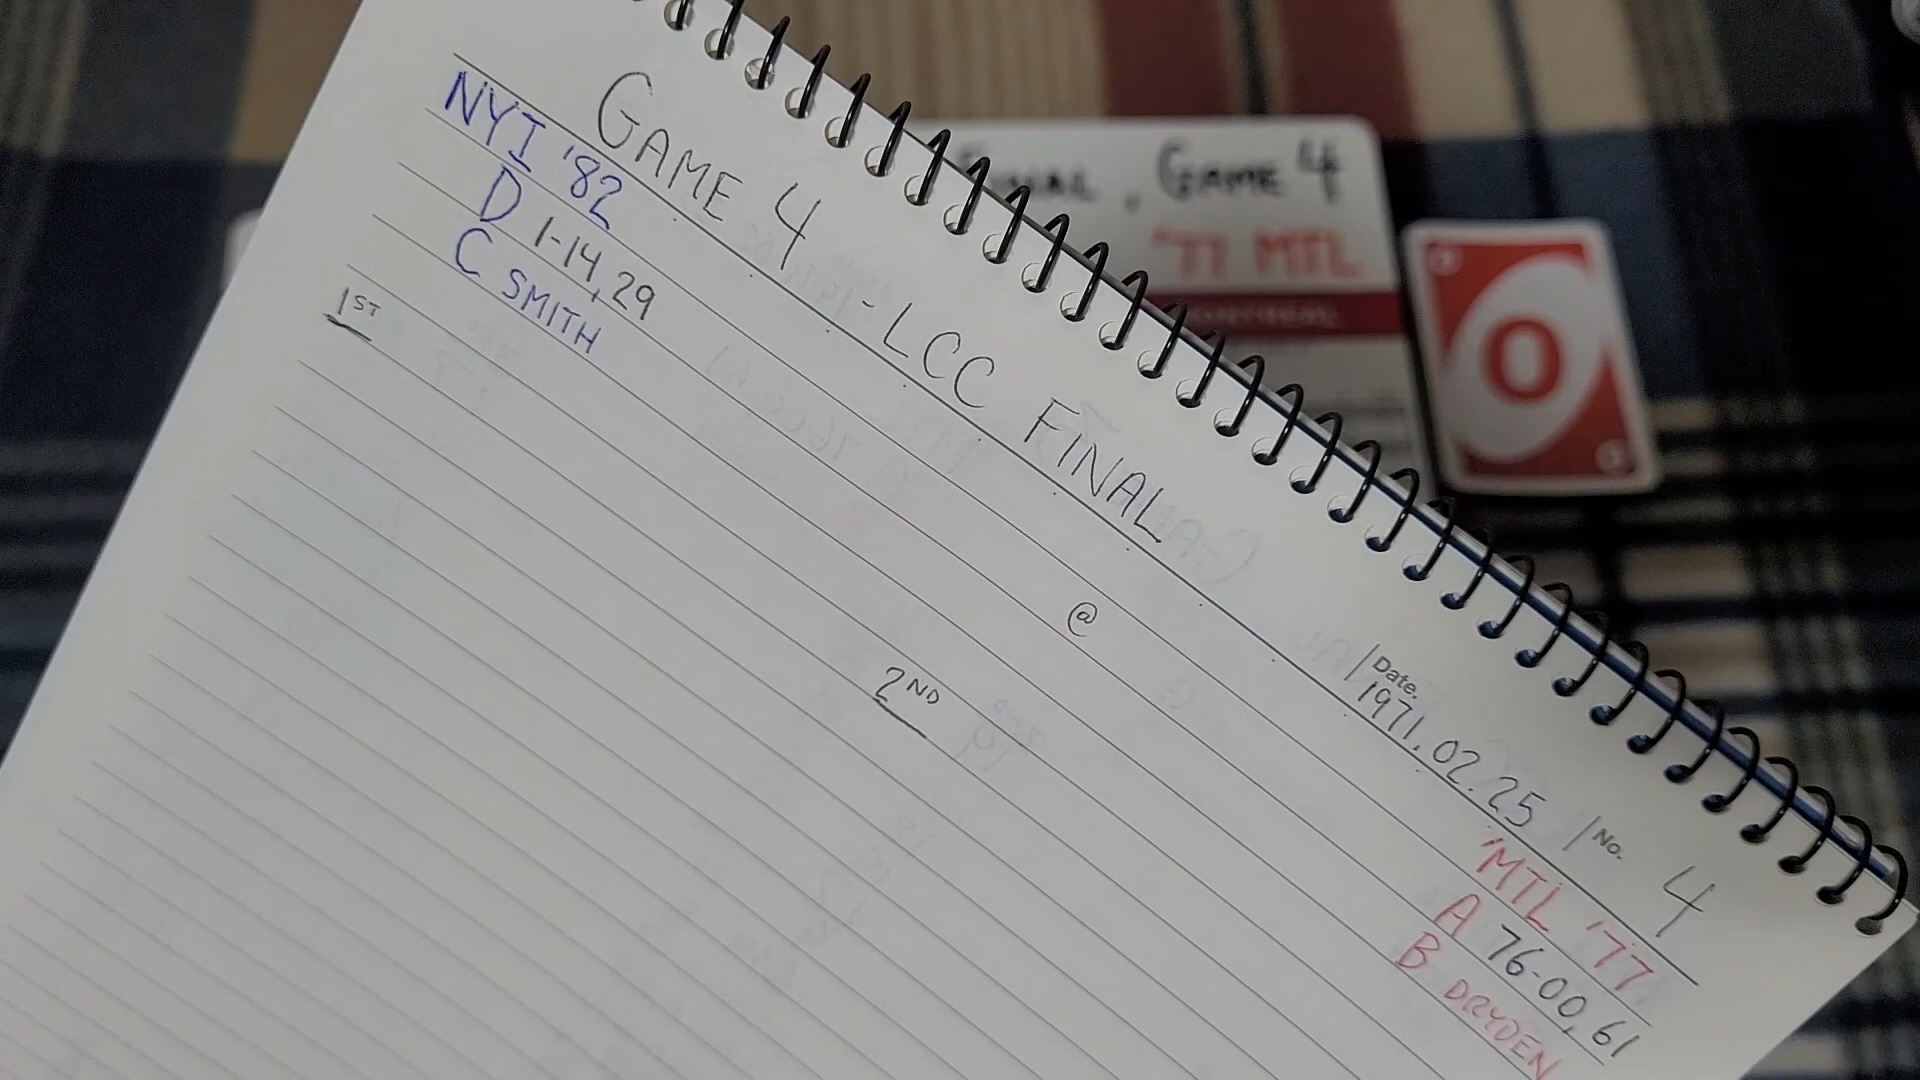 GAME 4 - LCC FINAL
Date.
1971.02.25
No.
4
NYI '82
D 1-14, 29
C SMITH
@
'MTL '77
A 76-00, 61
B DRYDEN
1ST
2ND
FINAL, GAME 4
'77 MTL
MONTREAL
O